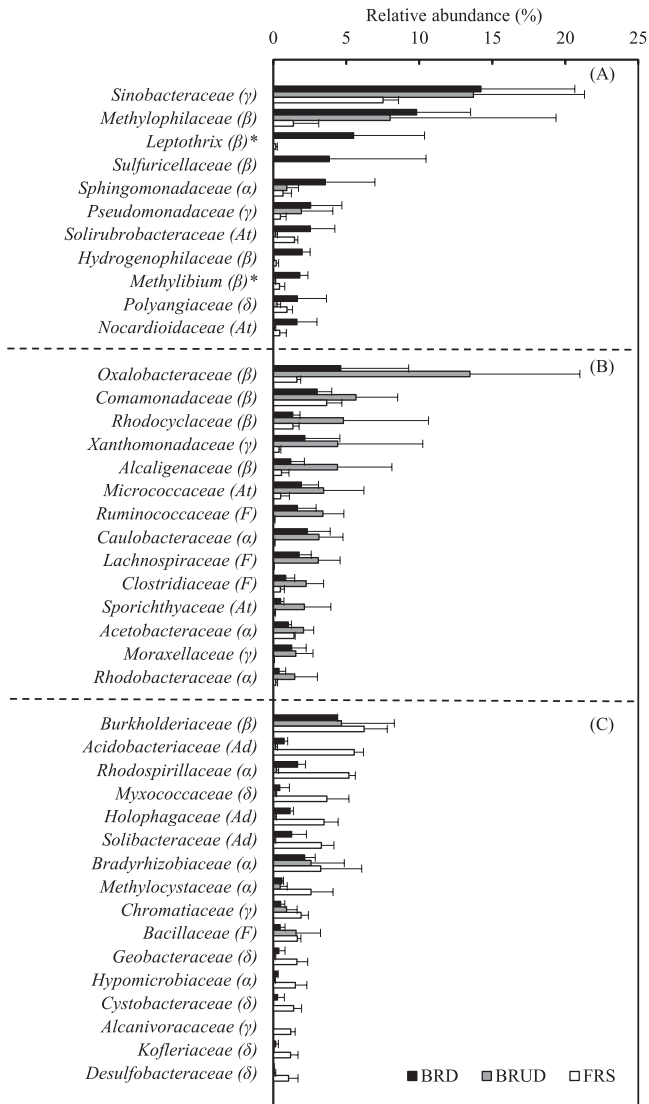 Relative abundance (%)
0 5 10 15 20 25
(A)
Sinobacteraceae (γ)
Methylophilaceae (β)
Leptothrix (β)*
Sulfuricellaceae (β)
Sphingomonadaceae (α)
Pseudomonadaceae (γ)
Solirubrobacteraceae (At)
Hydrogenophilaceae (β)
Methylibium (β)*
Polyangiaceae (δ)
Nocardioidaceae (At)
(B)
Oxalobacteraceae (β)
Comamonadaceae (β)
Rhodocyclaceae (β)
Xanthomonadaceae (γ)
Alcaligenaceae (β)
Micrococcaceae (At)
Ruminococcaceae (F)
Caulobacteraceae (α)
Lachnospiraceae (F)
Clostridiaceae (F)
Sporichthyaceae (At)
Acetobacteraceae (α)
Moraxellaceae (γ)
Rhodobacteraceae (α)
(C)
Burkholderiaceae (β)
Acidobacteriaceae (Ad)
Rhodospirillaceae (α)
Myxococcaceae (δ)
Holophagaceae (Ad)
Solibacteraceae (Ad)
Bradyrhizobiaceae (α)
Methylocystaceae (α)
Chromatiaceae (γ)
Bacillaceae (F)
Geobacteraceae (δ)
Hypomicrobiaceae (α)
Cystobacteraceae (δ)
Alcanivoracaceae (γ)
Kofleriaceae (δ)
Desulfobacteraceae (δ)
BRD BRUD FRS